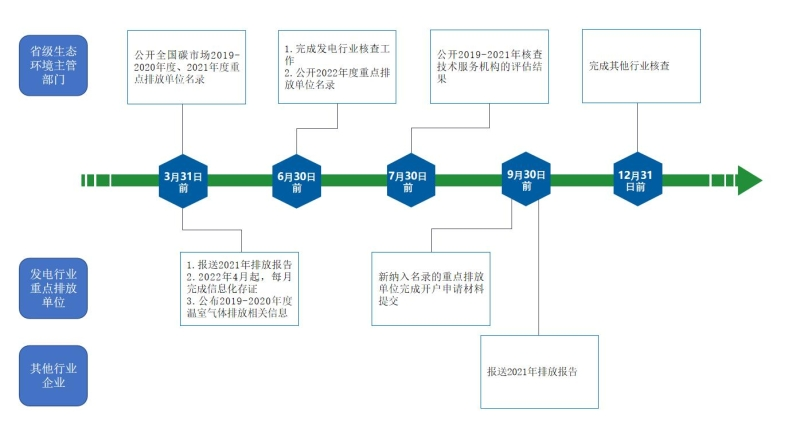 省级生态
环境主管
部门
公开全国碳市场2019-
2020年度、2021年度重
点排放单位名录
1. 完成发电行业核查工
作
2. 公开2022年度重点排
放单位名录
公开2019-2021年核查
技术服务机构的评估结
果
完成其他行业核查
3月31日
前
6月30日
前
7月30日
前
9月30日
前
12月31
日前
发电行业
重点排放
单位
1. 报送2021年排放报告
2. 2022年4月起，每月
完成信息化存证
3. 公布2019-2020年度
温室气体排放相关信息
新纳入名录的重点排放
单位完成开户申请材料
提交
其他行业
企业
报送2021年排放报告